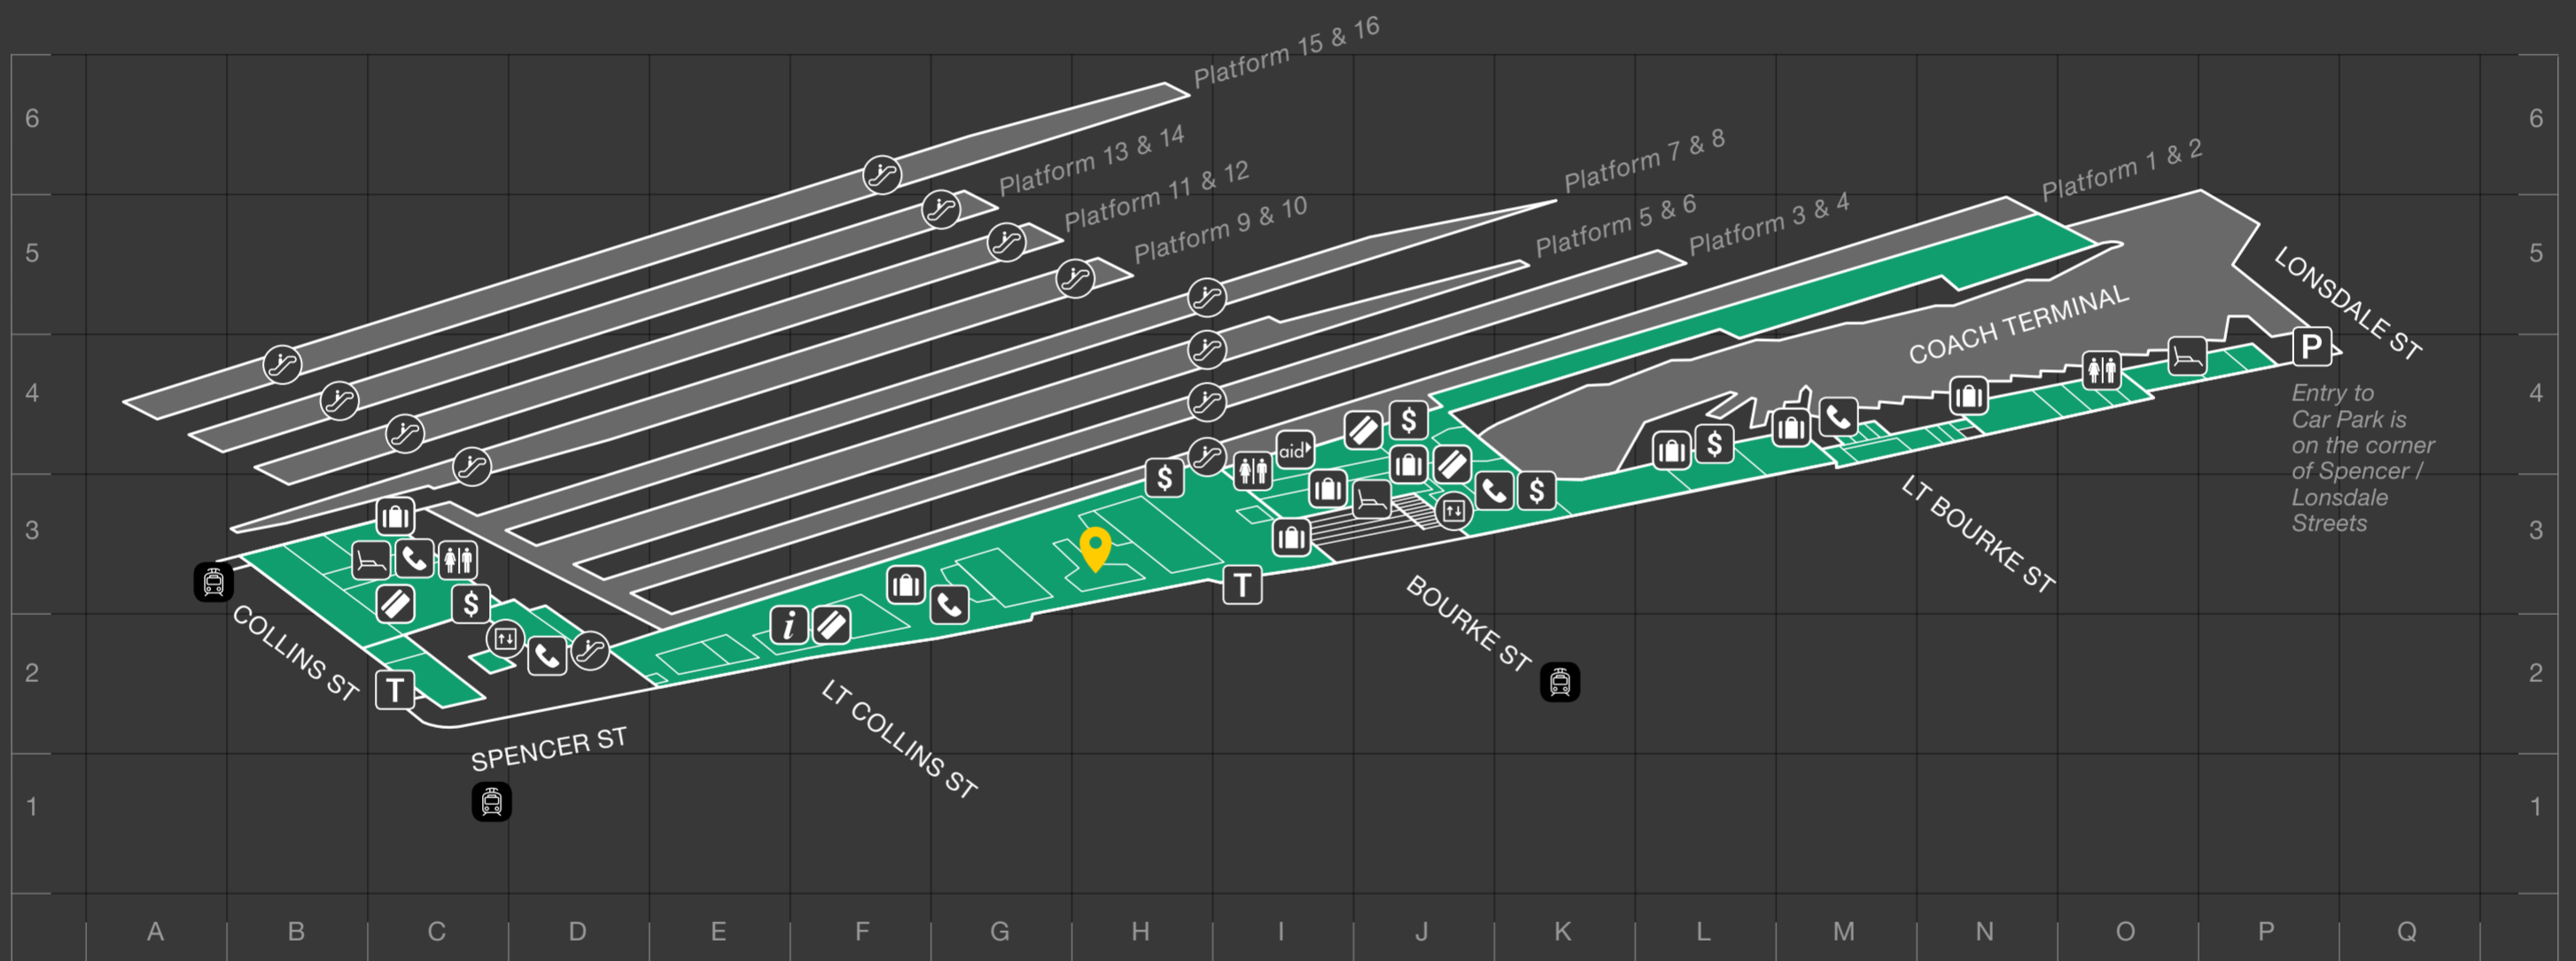 Platform 15 & 16
6
6
Platform 13 & 14
Platform 11 & 12
Platform 9 & 10
Platform 7 & 8
Platform 5 & 6
Platform 3 & 4
Platform 1 & 2
5
5
LONSDALE ST
COACH TERMINAL
4
4
P
Entry to
Car Park is
on the corner
of Spencer /
Lonsdale
Streets
$
aid
$
$
$
LT BOURKE ST
3
3
T
BOURKE ST
$
COLLINS ST
i
2
2
T
LT COLLINS ST
SPENCER ST
1
1
A B C D E F G H I J K L M N O P Q